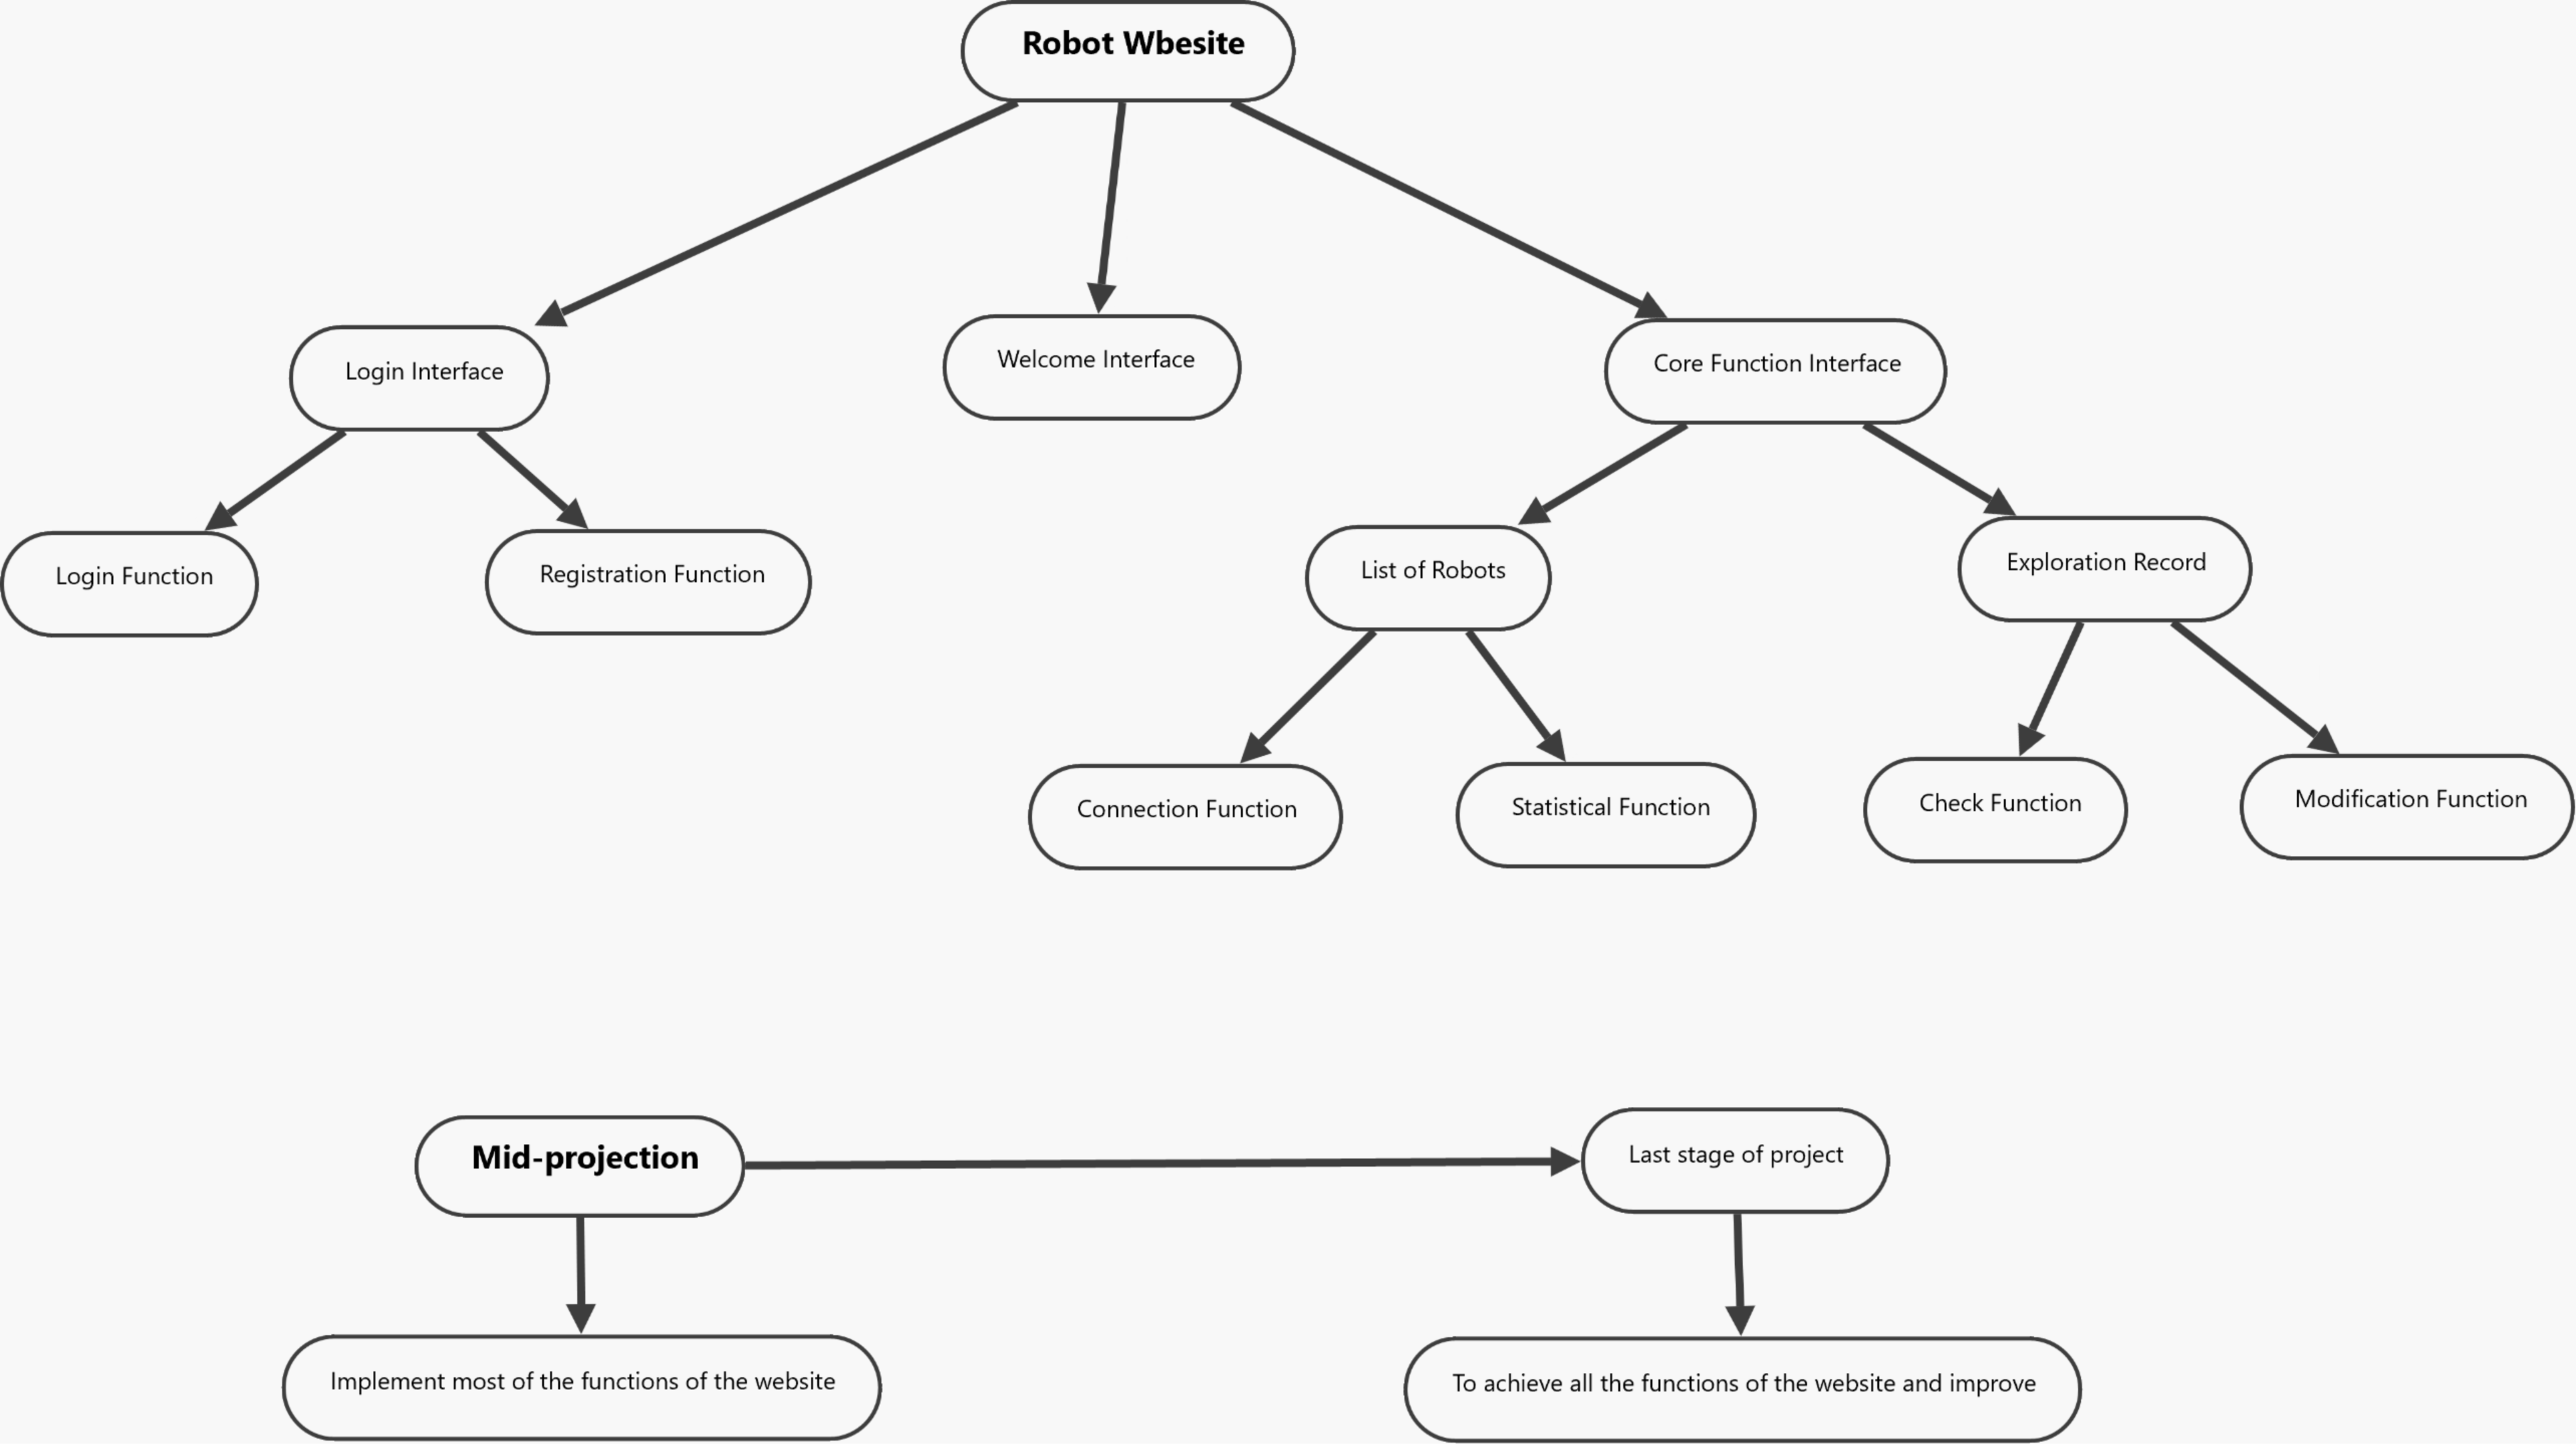 Robot Wbesite
Login Interface
Welcome Interface
Core Function Interface
Login Function
Registration Function
List of Robots
Exploration Record
Connection Function
Statistical Function
Check Function
Modification Function
Mid-projection
Last stage of project
Implement most of the functions of the website
To achieve all the functions of the website and improve